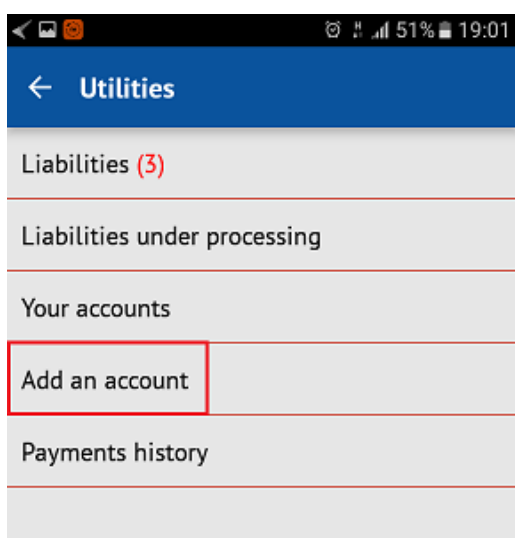 51% 19:01
Utilities
Liabilities (3)
Liabilities under processing
Your accounts
Add an account
Payments history